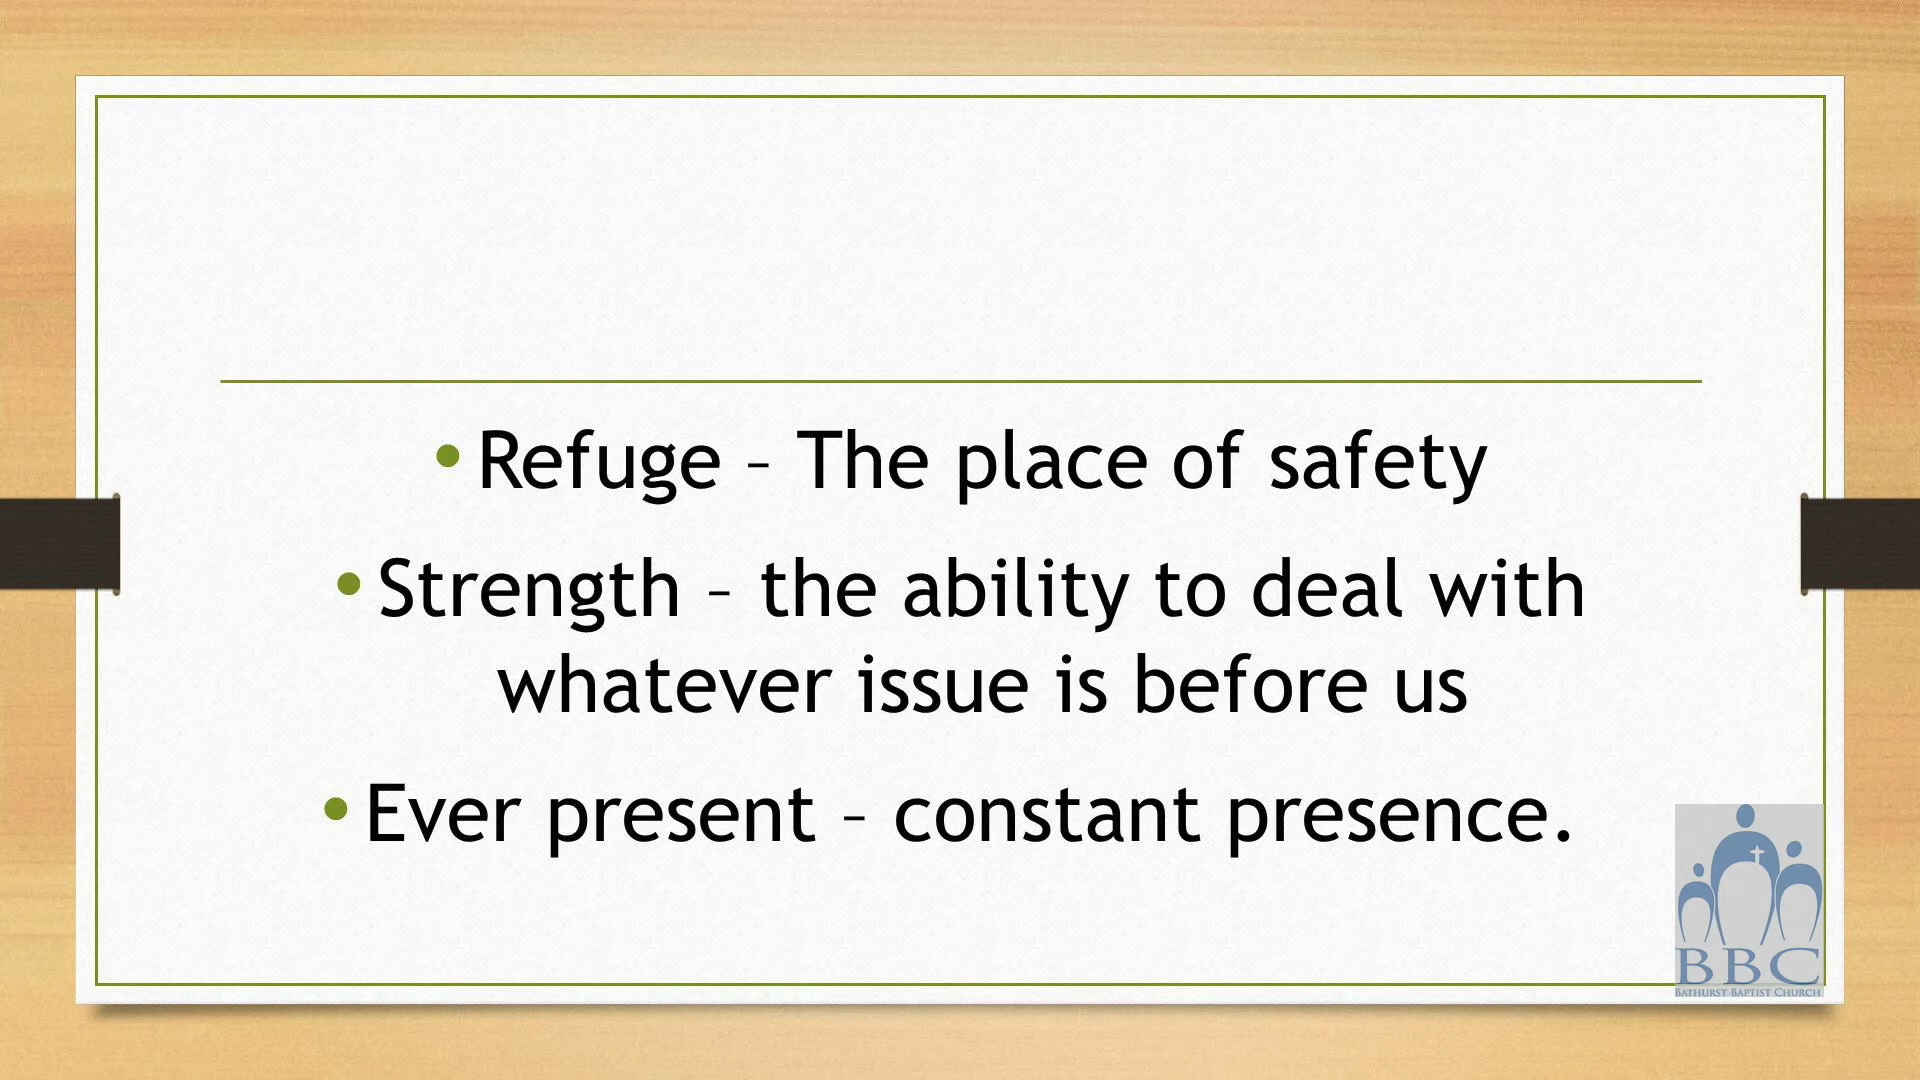 • Refuge – The place of safety
• Strength – the ability to deal with
whatever issue is before us
• Ever present – constant presence.
BBC
BATHURST BAPTIST CHURCH